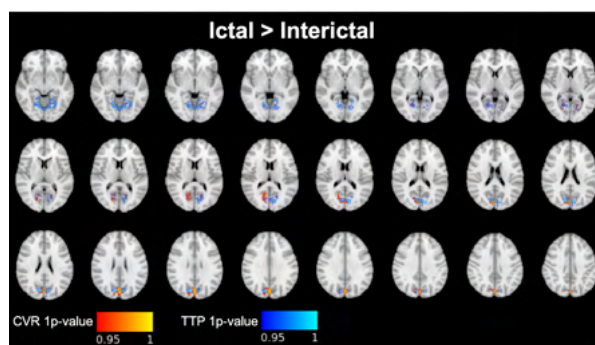 Ictal > Interictal
CVR 1p-value
TTP 1p-value
0.95 1
0.95 1